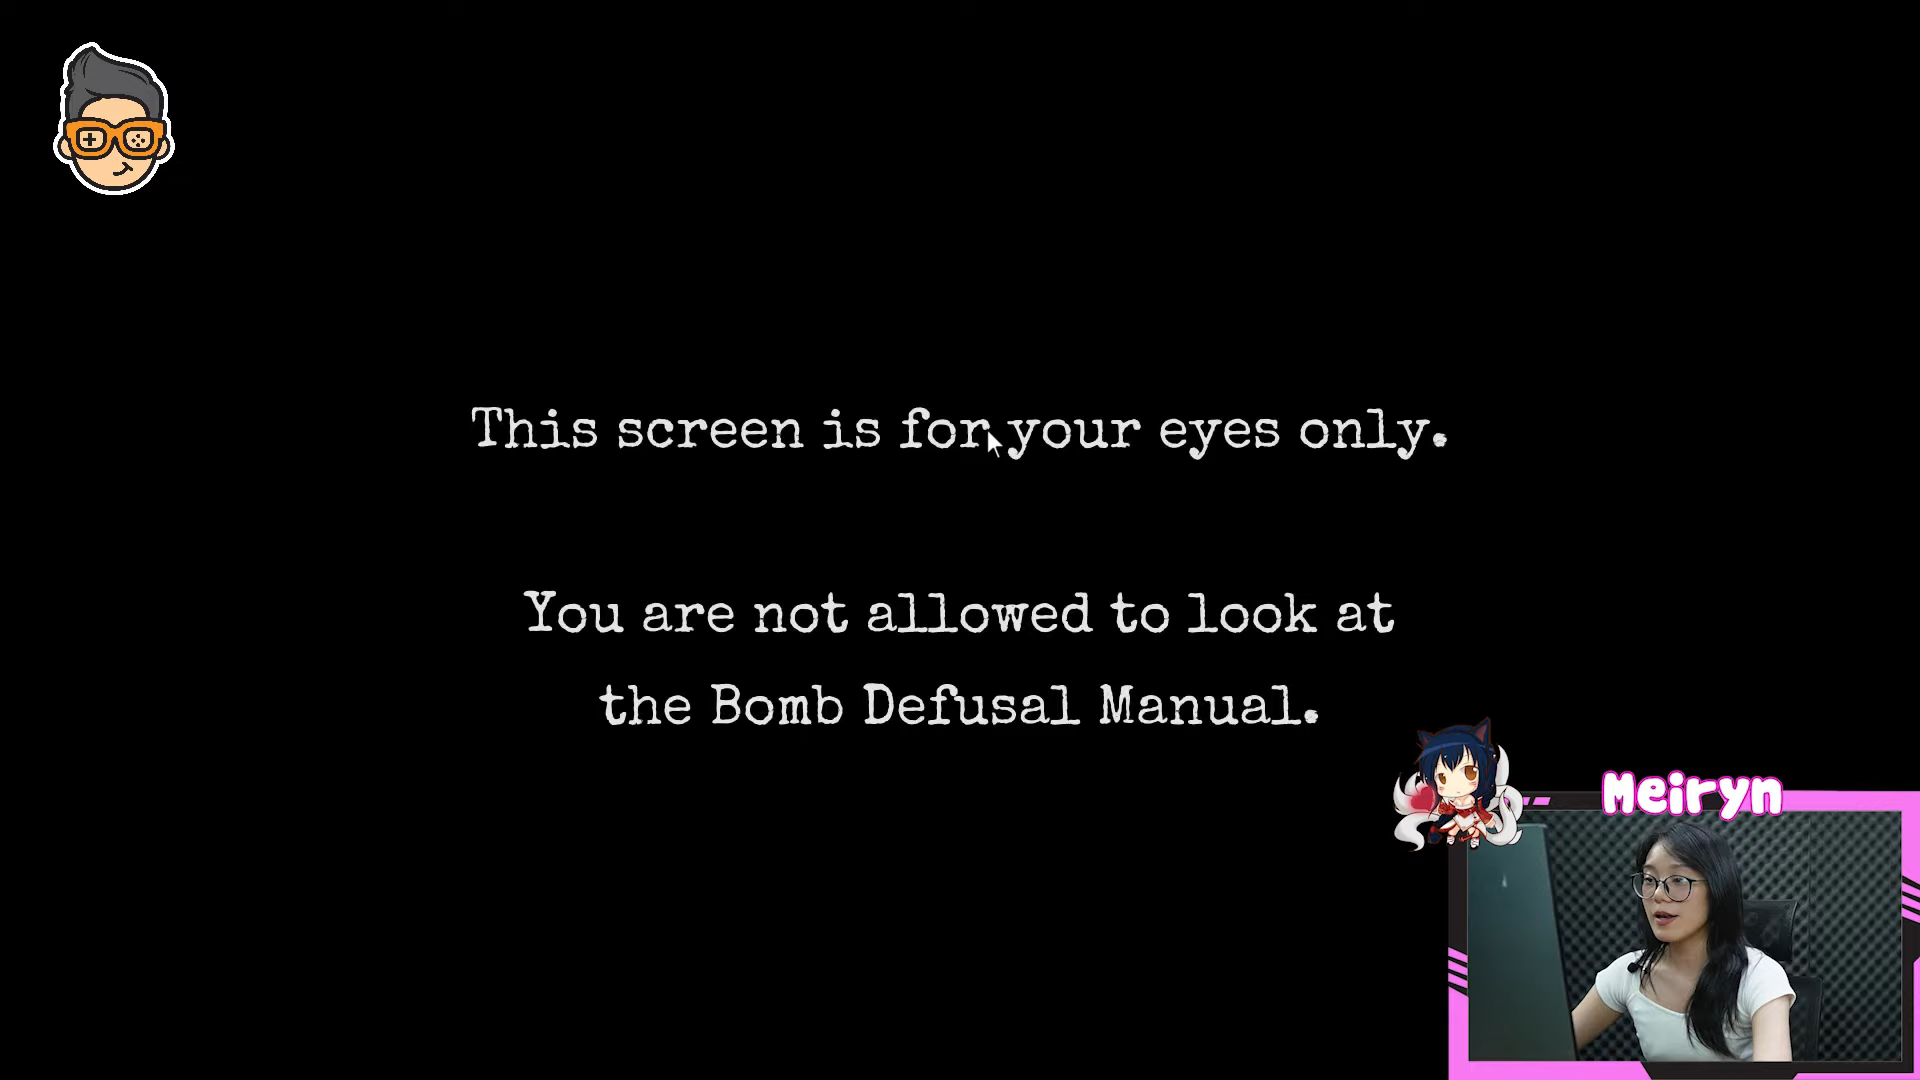 This screen is for your eyes only.
You are not allowed to look at
the Bomb Defusal Manual.
Meiryn